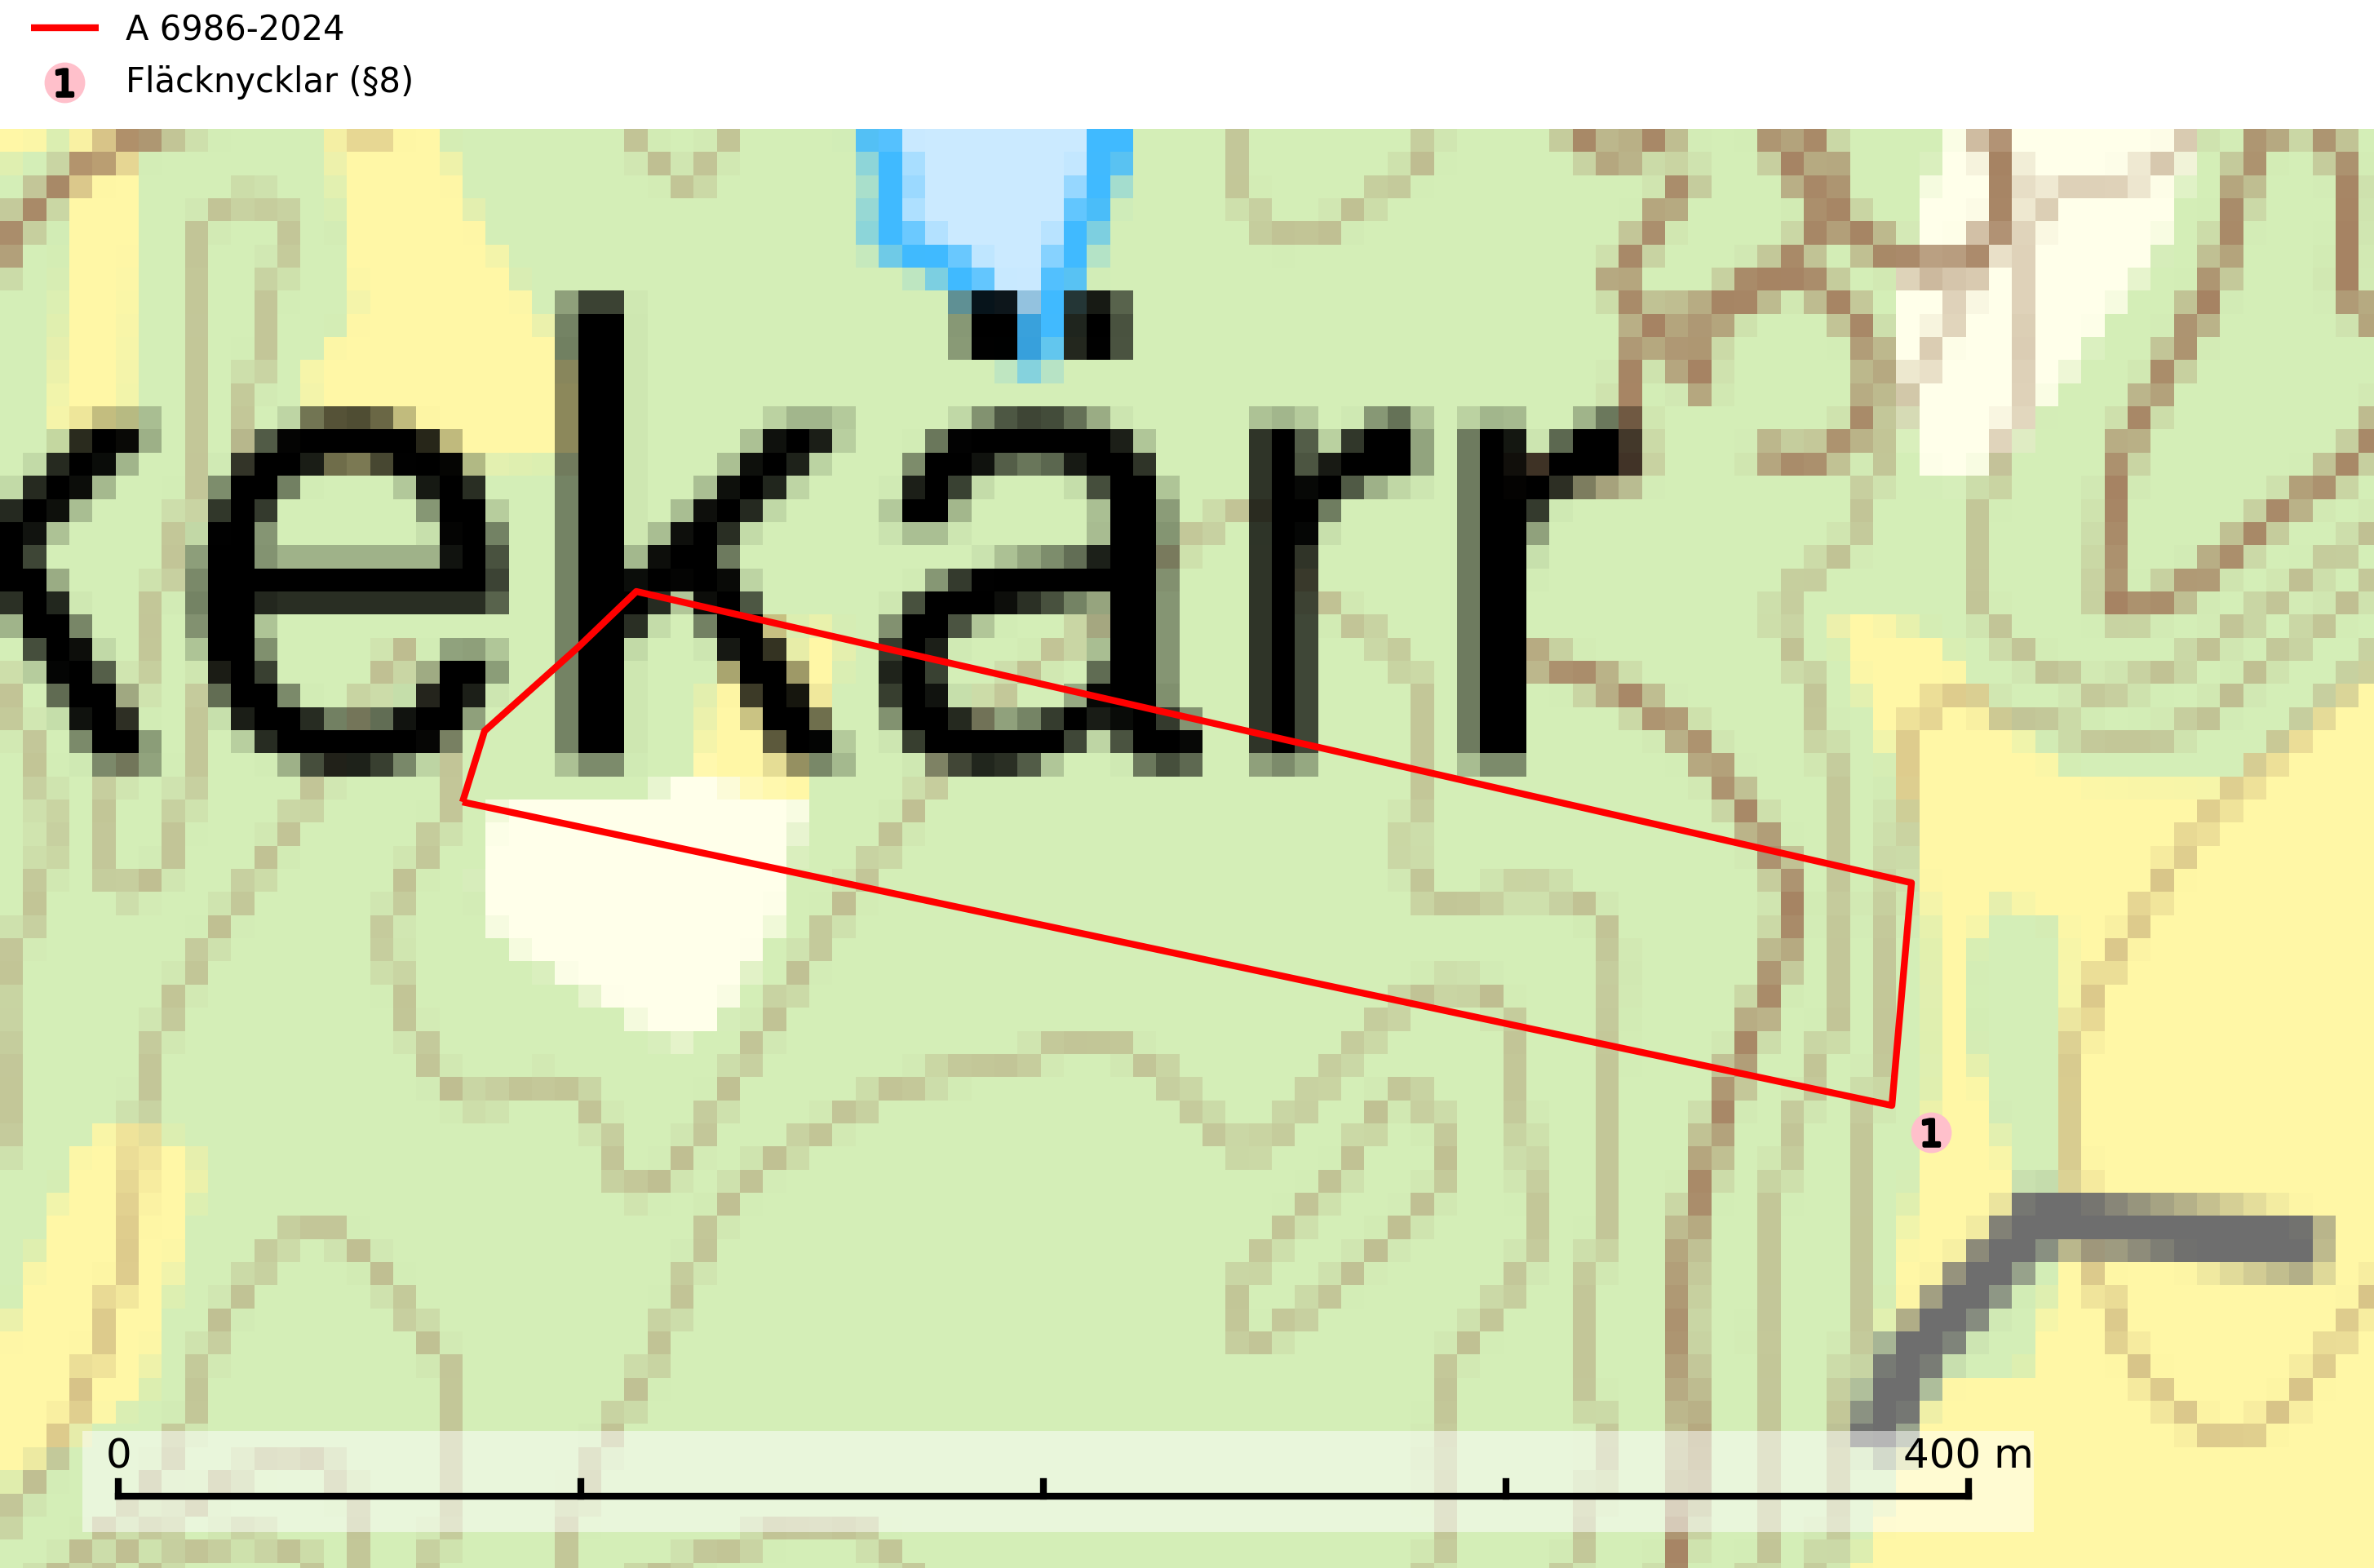 A 6986-2024
1 Fläcknycklar (§8)
ekärr
1
0 400 m